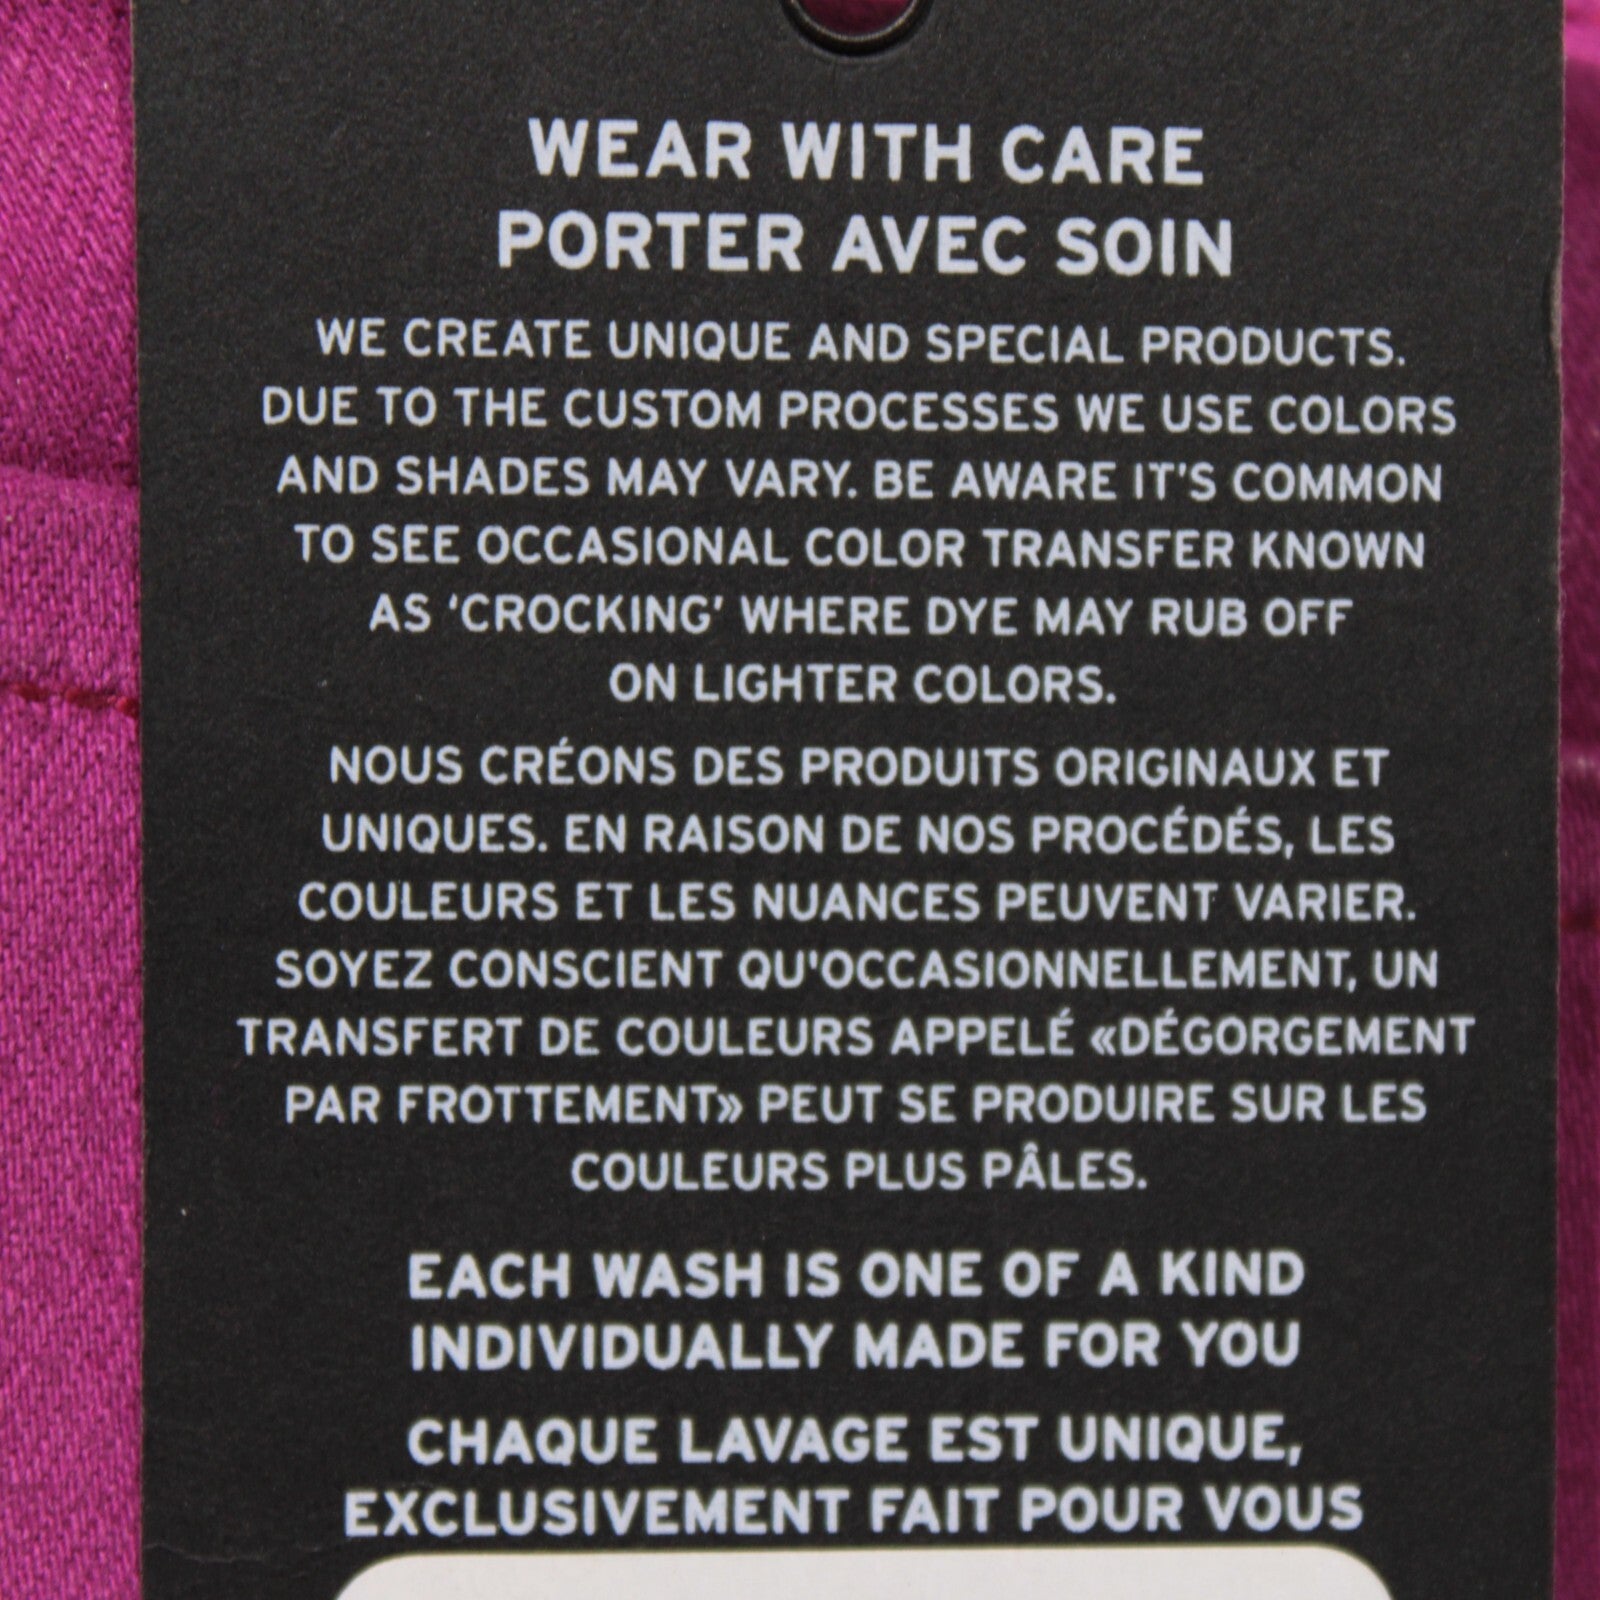 WEAR WITH CARE
PORTER AVEC SOIN
WE CREATE UNIQUE AND SPECIAL PRODUCTS.
DUE TO THE CUSTOM PROCESSES WE USE COLORS
AND SHADES MAY VARY. BE AWARE IT'S COMMON
TO SEE OCCASIONAL COLOR TRANSFER KNOWN
AS ‘CROCKING’ WHERE DYE MAY RUB OFF
ON LIGHTER COLORS.
NOUS CRÉONS DES PRODUITS ORIGINAUX ET
UNIQUES. EN RAISON DE NOS PROCÉDÉS, LES
COULEURS ET LES NUANCES PEUVENT VARIER.
SOYEZ CONSCIENT QU'OCCASIONNELLEMENT, UN
TRANSFERT DE COULEURS APPELÉ «DÉGORGEMENT
PAR FROTTEMENT» PEUT SE PRODUIRE SUR LES
COULEURS PLUS PÂLES.
EACH WASH IS ONE OF A KIND
INDIVIDUALLY MADE FOR YOU
CHAQUE LAVAGE EST UNIQUE,
EXCLUSIVEMENT FAIT POUR VOUS